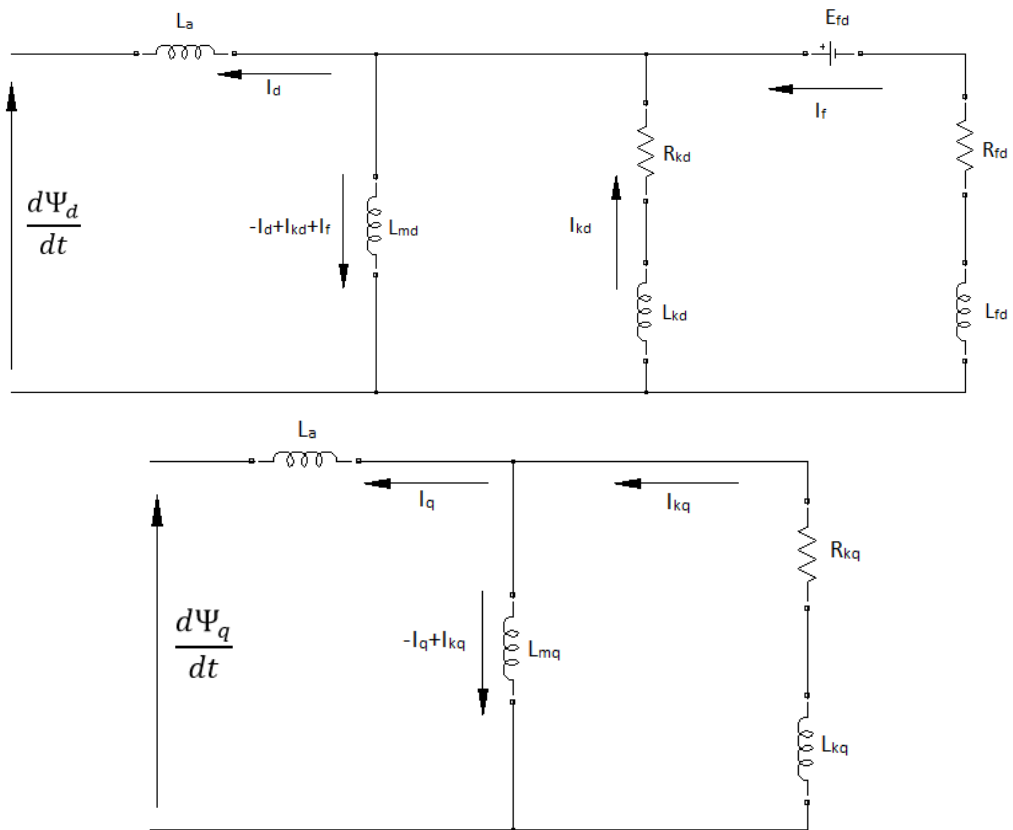 La
Efd
+
Id
If
Rkd
Rfd
dΨd
dt
-Id+Ikd+If
Lmd
Ikd
Lkd
Lfd
La
Iq
Ikq
Rkq
dΨq
dt
-Iq+Ikq
Lmq
Lkq